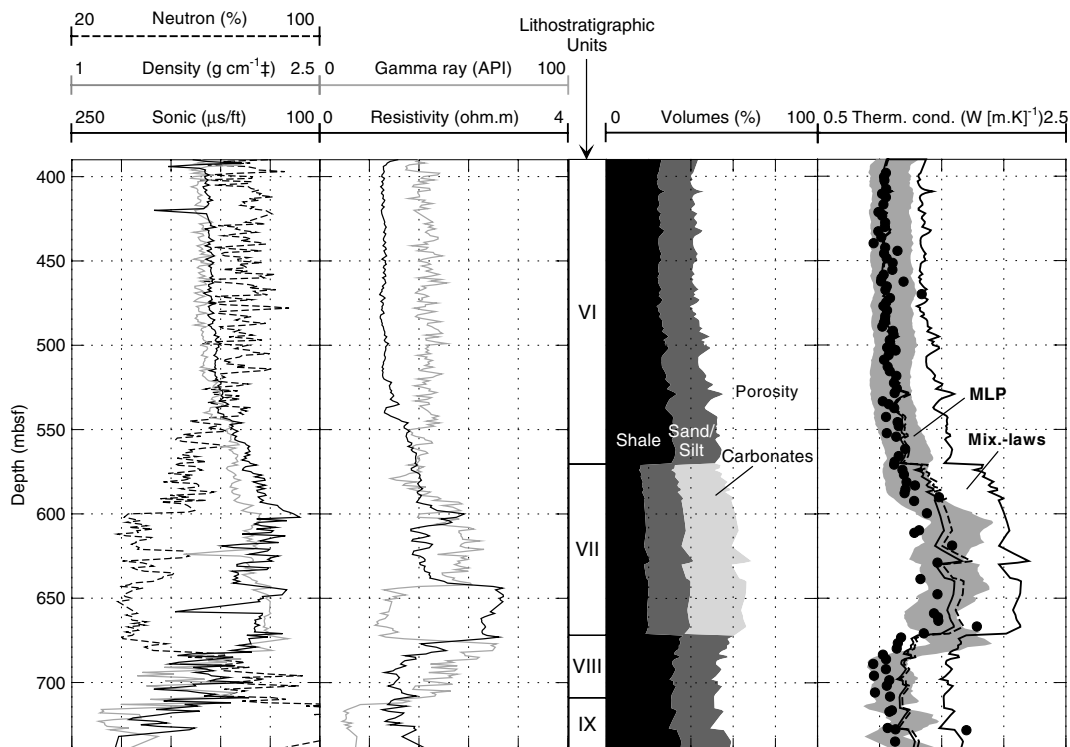 20 Neutron (%) 100
Lithostratigraphic
Units
1 Density (g cm⁻¹‡) 2.5
0 Gamma ray (API) 100
250 Sonic (μs/ft) 100
0 Resistivity (ohm.m) 4
0 Volumes (%) 100
0.5 Therm. cond. (W [m.K]⁻¹) 2.5
Depth (mbsf)
400
450
500
550
600
650
700
VI
VII
VIII
IX
Porosity
Shale
Sand/
Silt
Carbonates
MLP
Mix.-laws